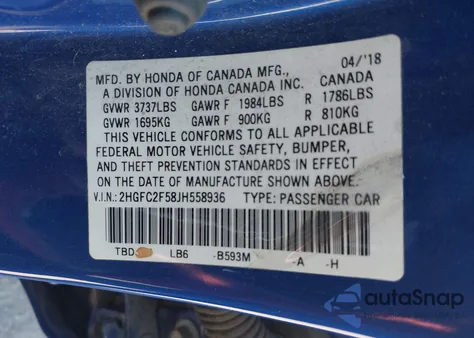 MFD. BY HONDA OF CANADA MFG., 04/'18
A DIVISION OF HONDA CANADA INC. CANADA
GVWR 3737LBS GAWR F 1984LBS R 1786LBS
GVWR 1695KG GAWR F 900KG R 810KG
THIS VEHICLE CONFORMS TO ALL APPLICABLE
FEDERAL MOTOR VEHICLE SAFETY, BUMPER,
AND THEFT PREVENTION STANDARDS IN EFFECT
ON THE DATE OF MANUFACTURE SHOWN ABOVE.
V.I.N.: 2HGFC2F58JH558936 TYPE: PASSENGER CAR
TBD LB6 -B593M -A -H
autoSnap